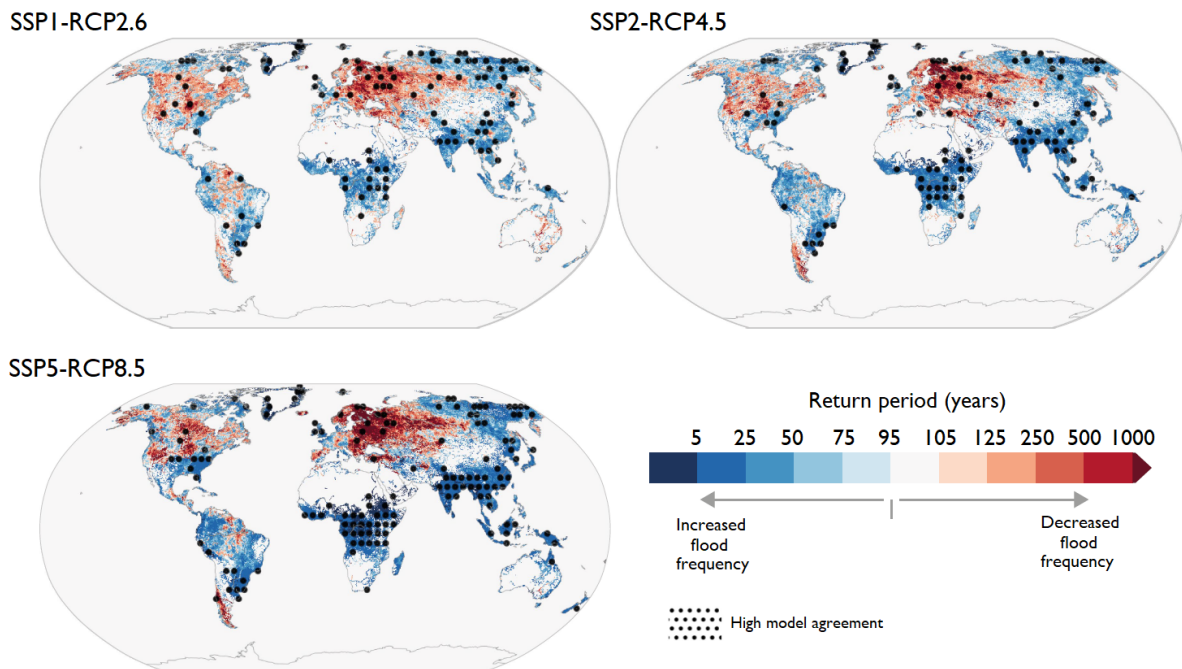 SSP1-RCP2.6
SSP2-RCP4.5
SSP5-RCP8.5
Return period (years)
5 25 50 75 95 105 125 250 500 1000
Increased
flood
frequency
Decreased
flood
frequency
High model agreement